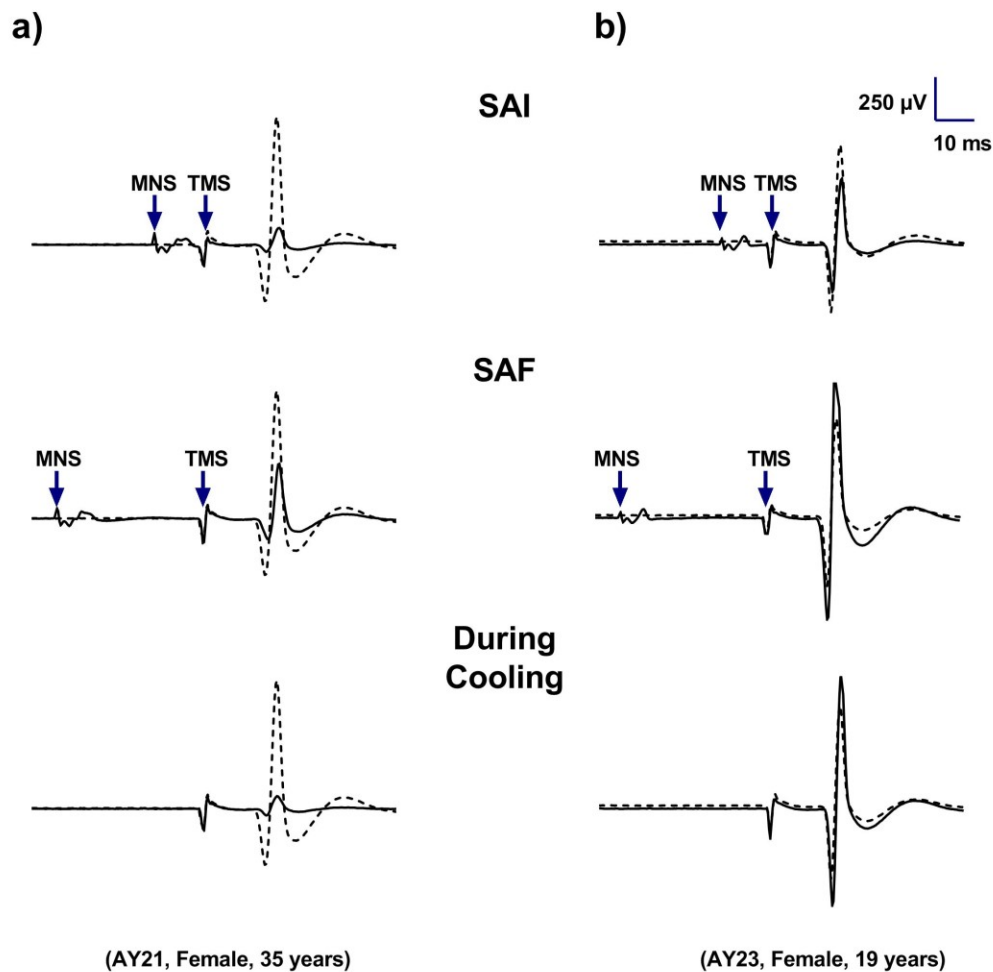 a)
b)
SAI
250 µV
10 ms
MNS TMS
MNS TMS
SAF
MNS TMS
MNS TMS
During
Cooling
(AY21, Female, 35 years)
(AY23, Female, 19 years)